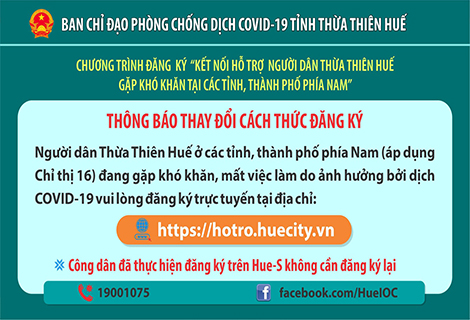 BAN CHỈ ĐẠO PHÒNG CHỐNG DỊCH COVID-19 TỈNH THỪA THIÊN HUẾ
CHƯƠNG TRÌNH ĐĂNG KÝ “KẾT NỐI HỖ TRỢ NGƯỜI DÂN THỪA THIÊN HUẾ
GẶP KHÓ KHĂN TẠI CÁC TỈNH, THÀNH PHỐ PHÍA NAM”
THÔNG BÁO THAY ĐỔI CÁCH THỨC ĐĂNG KÝ
Người dân Thừa Thiên Huế ở các tỉnh, thành phố phía Nam (áp dụng
Chỉ thị 16) đang gặp khó khăn, mất việc làm do ảnh hưởng bởi dịch
COVID-19 vui lòng đăng ký trực tuyến tại địa chỉ:
https://hotro.huecity.vn
※ Công dân đã thực hiện đăng ký trên Hue-S không cần đăng ký lại
19001075
facebook.com/HueIOC